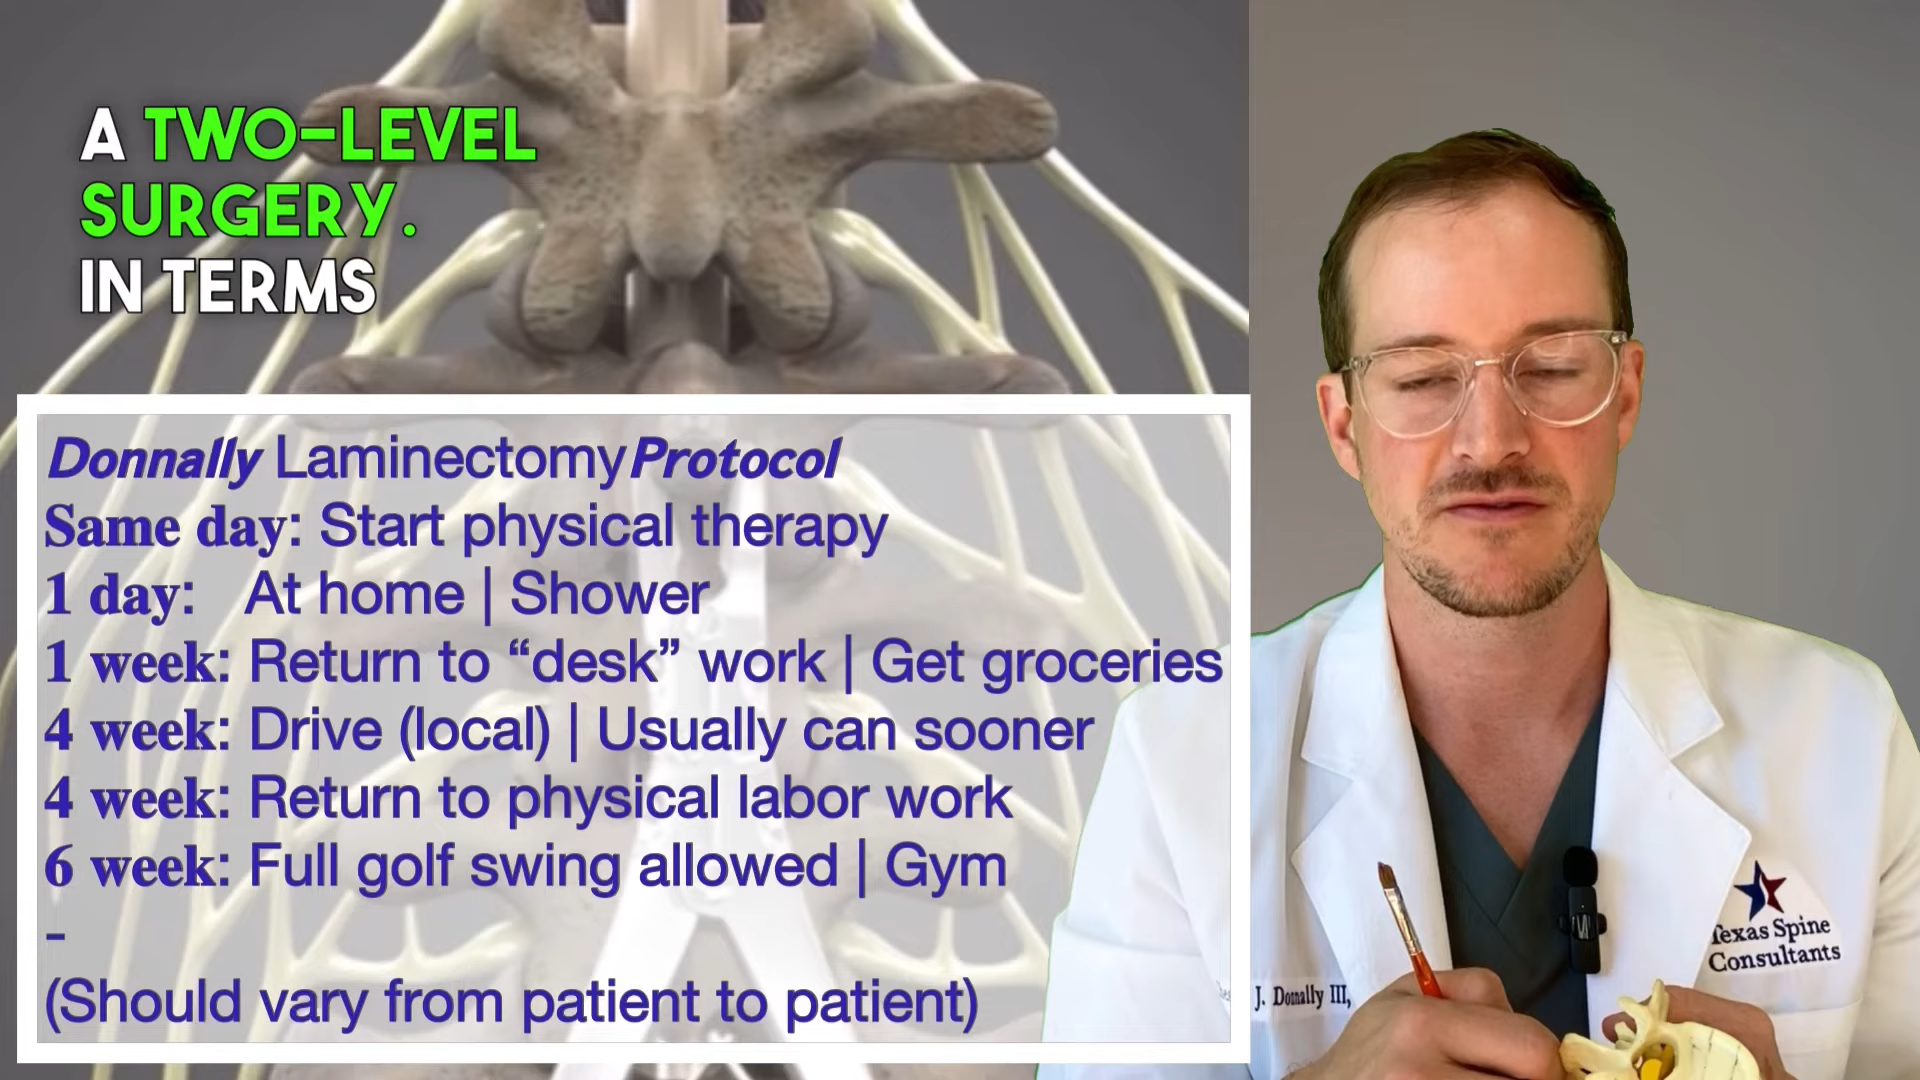 A TWO-LEVEL
SURGERY.
IN TERMS
Donnally Laminectomy Protocol
Same day: Start physical therapy
1 day: At home | Shower
1 week: Return to “desk” work | Get groceries
4 week: Drive (local) | Usually can sooner
4 week: Return to physical labor work
6 week: Full golf swing allowed | Gym
-
(Should vary from patient to patient)
J. Donnally III,
Texas Spine
Consultants